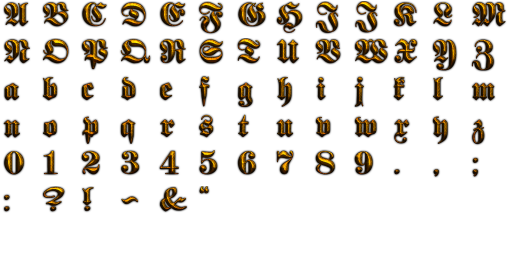 A B C D E F G H I J K L M
N O P Q R S T U V W X Y Z
a b c d e f g h i j k l m
n o p q r s t u v w x y z
0 1 2 3 4 5 6 7 8 9 . , ;
: ? ! ~ & "